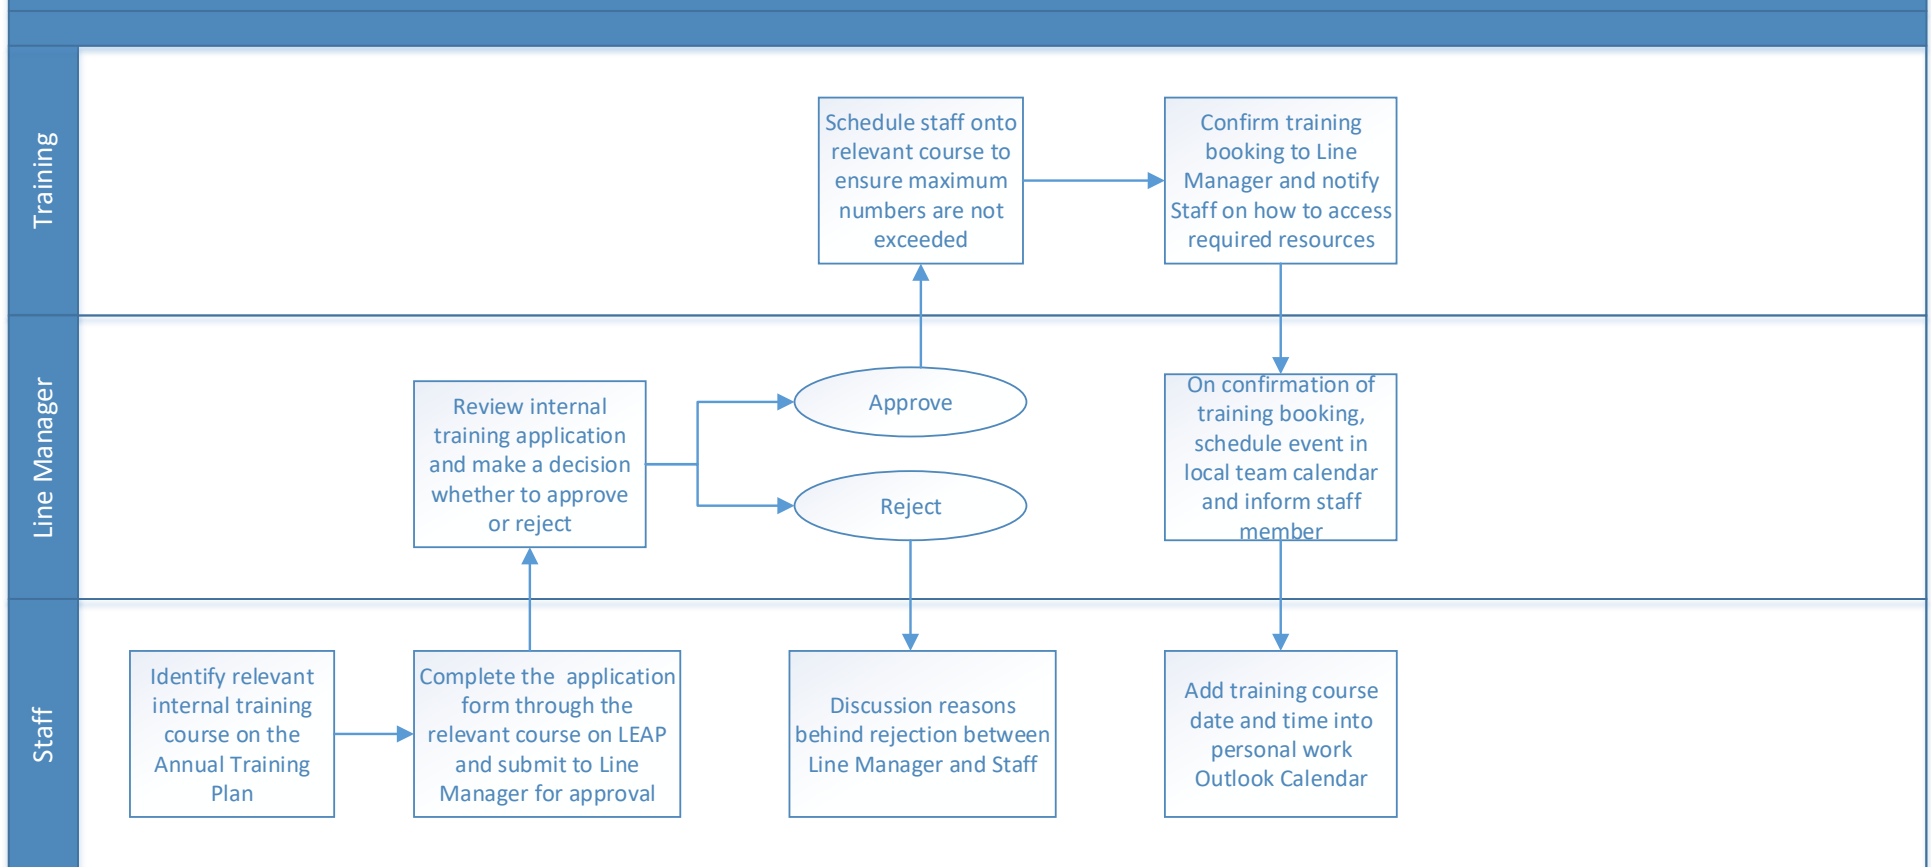 Training
Schedule staff onto
relevant course to
ensure maximum
numbers are not
exceeded
Confirm training
booking to Line
Manager and notify
Staff on how to access
required resources
Line Manager
Review internal
training application
and make a decision
whether to approve
or reject
Approve
Reject
On confirmation of
training booking,
schedule event in
local team calendar
and inform staff
member
Staff
Identify relevant
internal training
course on the
Annual Training
Plan
Complete the  application
form through the
relevant course on LEAP
and submit to Line
Manager for approval
Discussion reasons
behind rejection between
Line Manager and Staff
Add training course
date and time into
personal work
Outlook Calendar